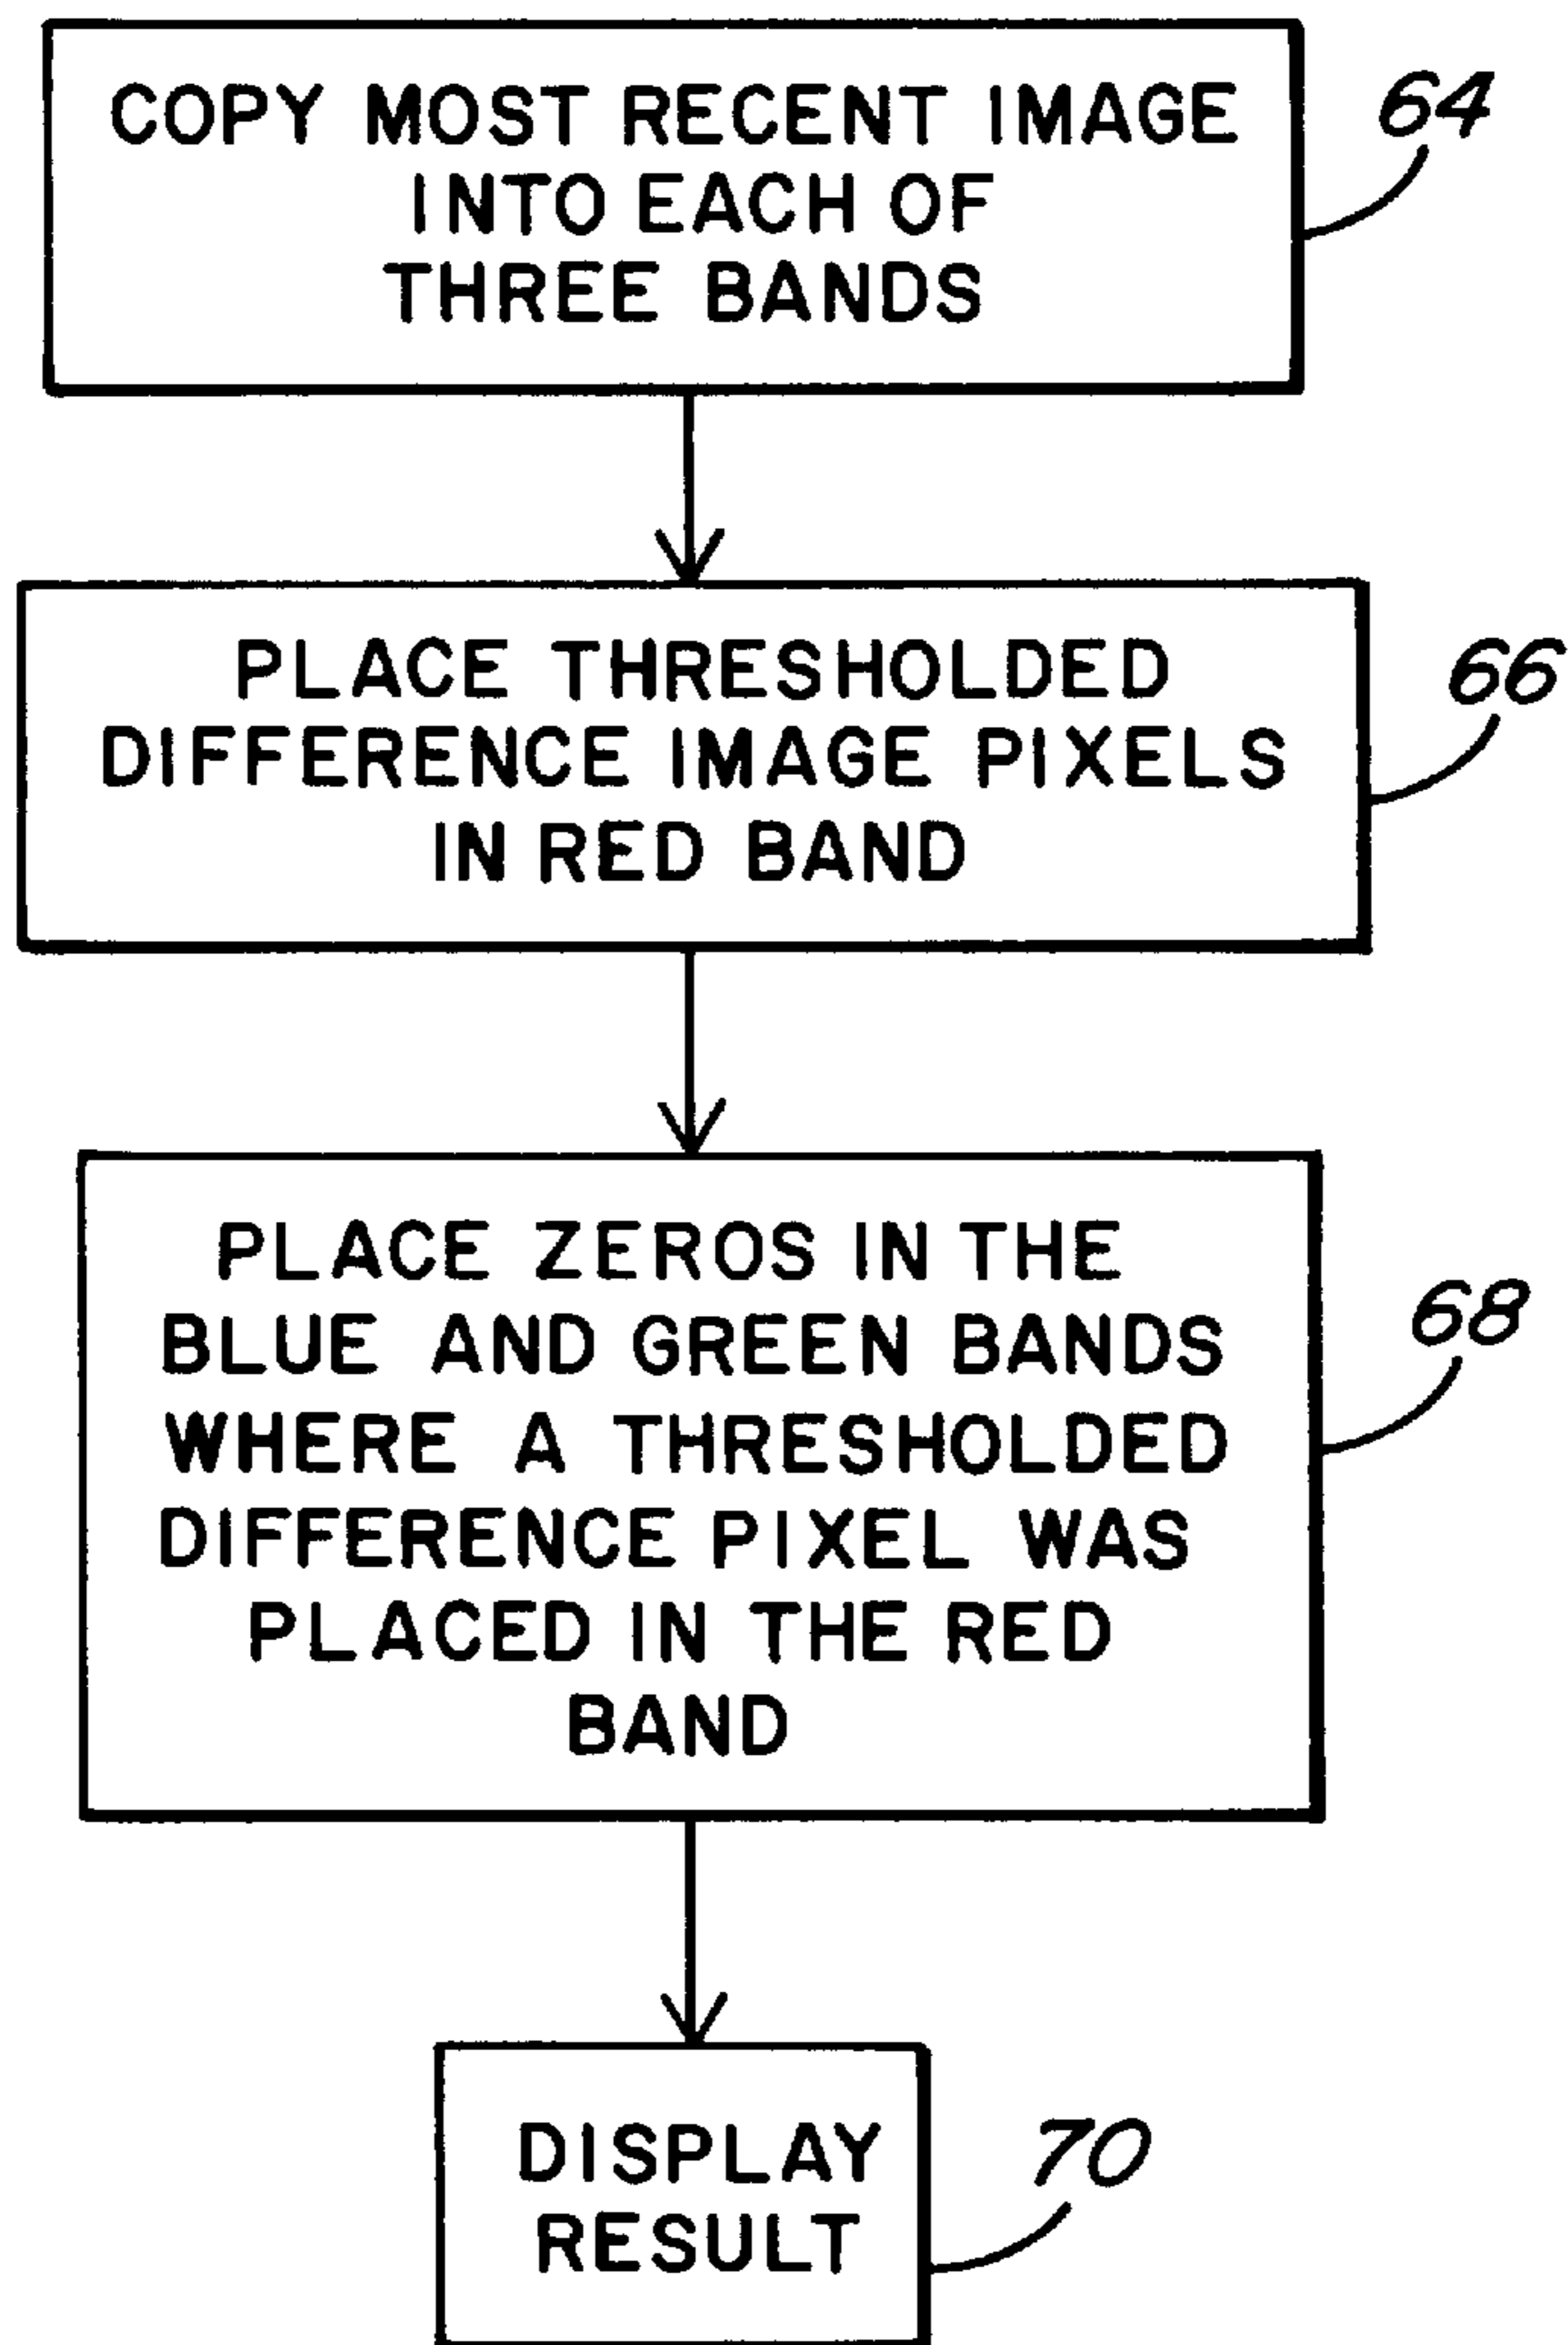 COPY MOST RECENT IMAGE
INTO EACH OF
THREE BANDS
64
PLACE THRESHOLDED
DIFFERENCE IMAGE PIXELS
IN RED BAND
66
PLACE ZEROS IN THE
BLUE AND GREEN BANDS
WHERE A THRESHOLDED
DIFFERENCE PIXEL WAS
PLACED IN THE RED
BAND
68
DISPLAY
RESULT
70